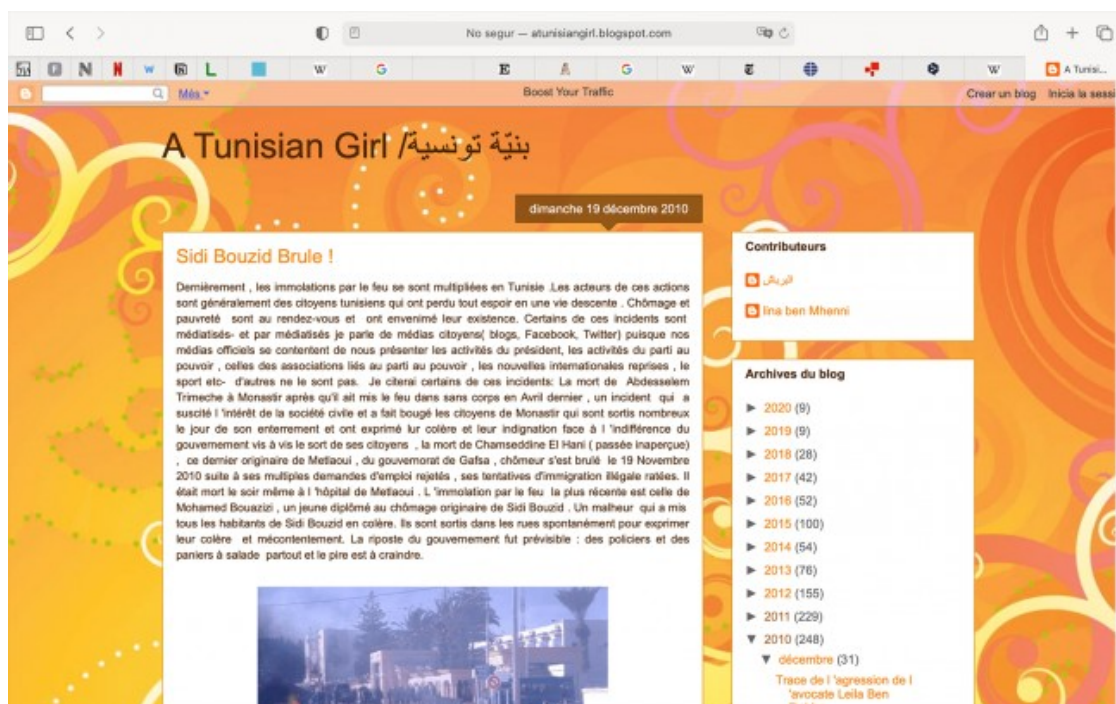 No segur — atunisiangirl.blogspot.com
N N w L W G E G W W A Tunisi...
Més Boost Your Traffic Crear un blog Inicia la sessi
A Tunisian Girl /بنيّة تونسية
dimanche 19 décembre 2010
Sidi Bouzid Brule !
Dernièrement , les immolations par le feu se sont multipliées en Tunisie .Les acteurs de ces actions
sont généralement des citoyens tunisiens qui ont perdu tout espoir en une vie descente . Chômage et
pauvreté sont au rendez-vous et ont envenimé leur existence. Certains de ces incidents sont
médiatisés- et par médiatisés je parle de médias citoyens( blogs, Facebook, Twitter) puisque nos
médias officiels se contentent de nous présenter les activités du président, les activités du parti au
pouvoir , celles des associations liés au parti au pouvoir , les nouvelles internationales reprises , le
sport etc- d'autres ne le sont pas. Je citerai certains de ces incidents: La mort de Abdesselem
Trimeche à Monastir après qu'il ait mis le feu dans sans corps en Avril dernier , un incident qui a
suscité l 'intérêt de la société civile et a fait bougé les citoyens de Monastir qui sont sortis nombreux
le jour de son enterrement et ont exprimé lur colère et leur indignation face à l 'indifférence du
gouvernement vis à vis le sort de ses citoyens , la mort de Chamseddine El Hani ( passée inaperçue)
, ce dernier originaire de Metlaoui , du gouvernorat de Gafsa , chômeur s'est brulé le 19 Novembre
2010 suite à ses multiples demandes d'emploi rejetés , ses tentatives d'immigration illégale ratées. Il
était mort le soir même à l 'hôpital de Metlaoui . L 'immolation par le feu la plus récente est celle de
Mohamed Bouazizi , un jeune diplômé au chômage originaire de Sidi Bouzid . Un malheur qui a mis
tous les habitants de Sidi Bouzid en colère. Ils sont sortis dans les rues spontanément pour exprimer
leur colère et mécontentement. La riposte du gouvernement fut prévisible : des policiers et des
paniers à salade partout et le pire est à craindre.
Contributeurs
lina ben Mhenni
Archives du blog
► 2020 (9)
► 2019 (9)
► 2018 (28)
► 2017 (42)
► 2016 (52)
► 2015 (100)
► 2014 (54)
► 2013 (76)
► 2012 (155)
► 2011 (229)
▼ 2010 (248)
▼ décembre (31)
Trace de l 'agression de l
'avocate Leila Ben